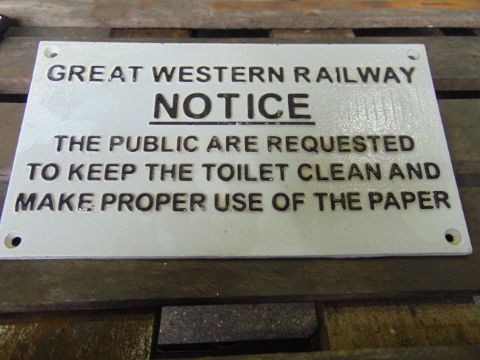 GREAT WESTERN RAILWAY
NOTICE
THE PUBLIC ARE REQUESTED
TO KEEP THE TOILET CLEAN AND
MAKE PROPER USE OF THE PAPER